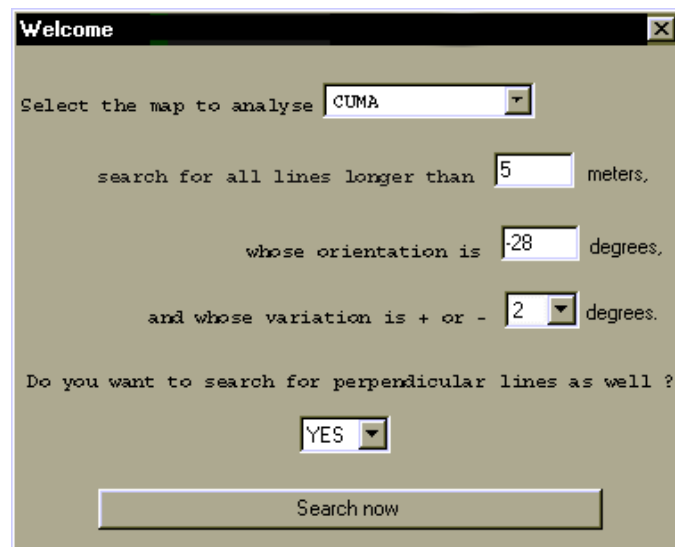 Welcome
Select the map to analyse CUMA
search for all lines longer than 5 meters,
whose orientation is -28 degrees,
and whose variation is + or - 2 degrees.
Do you want to search for perpendicular lines as well ?
YES
Search now